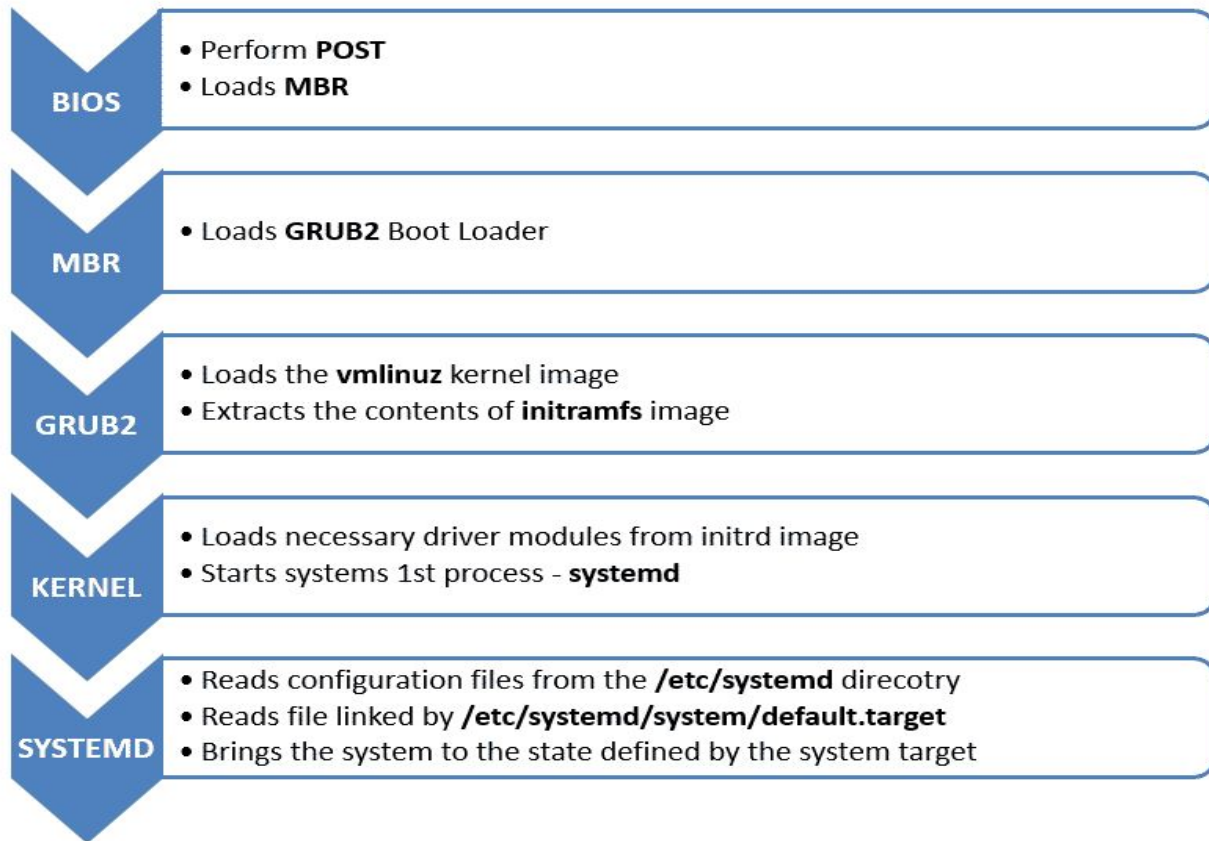 BIOS
• Perform POST
• Loads MBR
MBR
• Loads GRUB2 Boot Loader
GRUB2
• Loads the vmlinuz kernel image
• Extracts the contents of initramfs image
KERNEL
• Loads necessary driver modules from initrd image
• Starts systems 1st process - systemd
SYSTEMD
• Reads configuration files from the /etc/systemd direcotry
• Reads file linked by /etc/systemd/system/default.target
• Brings the system to the state defined by the system target